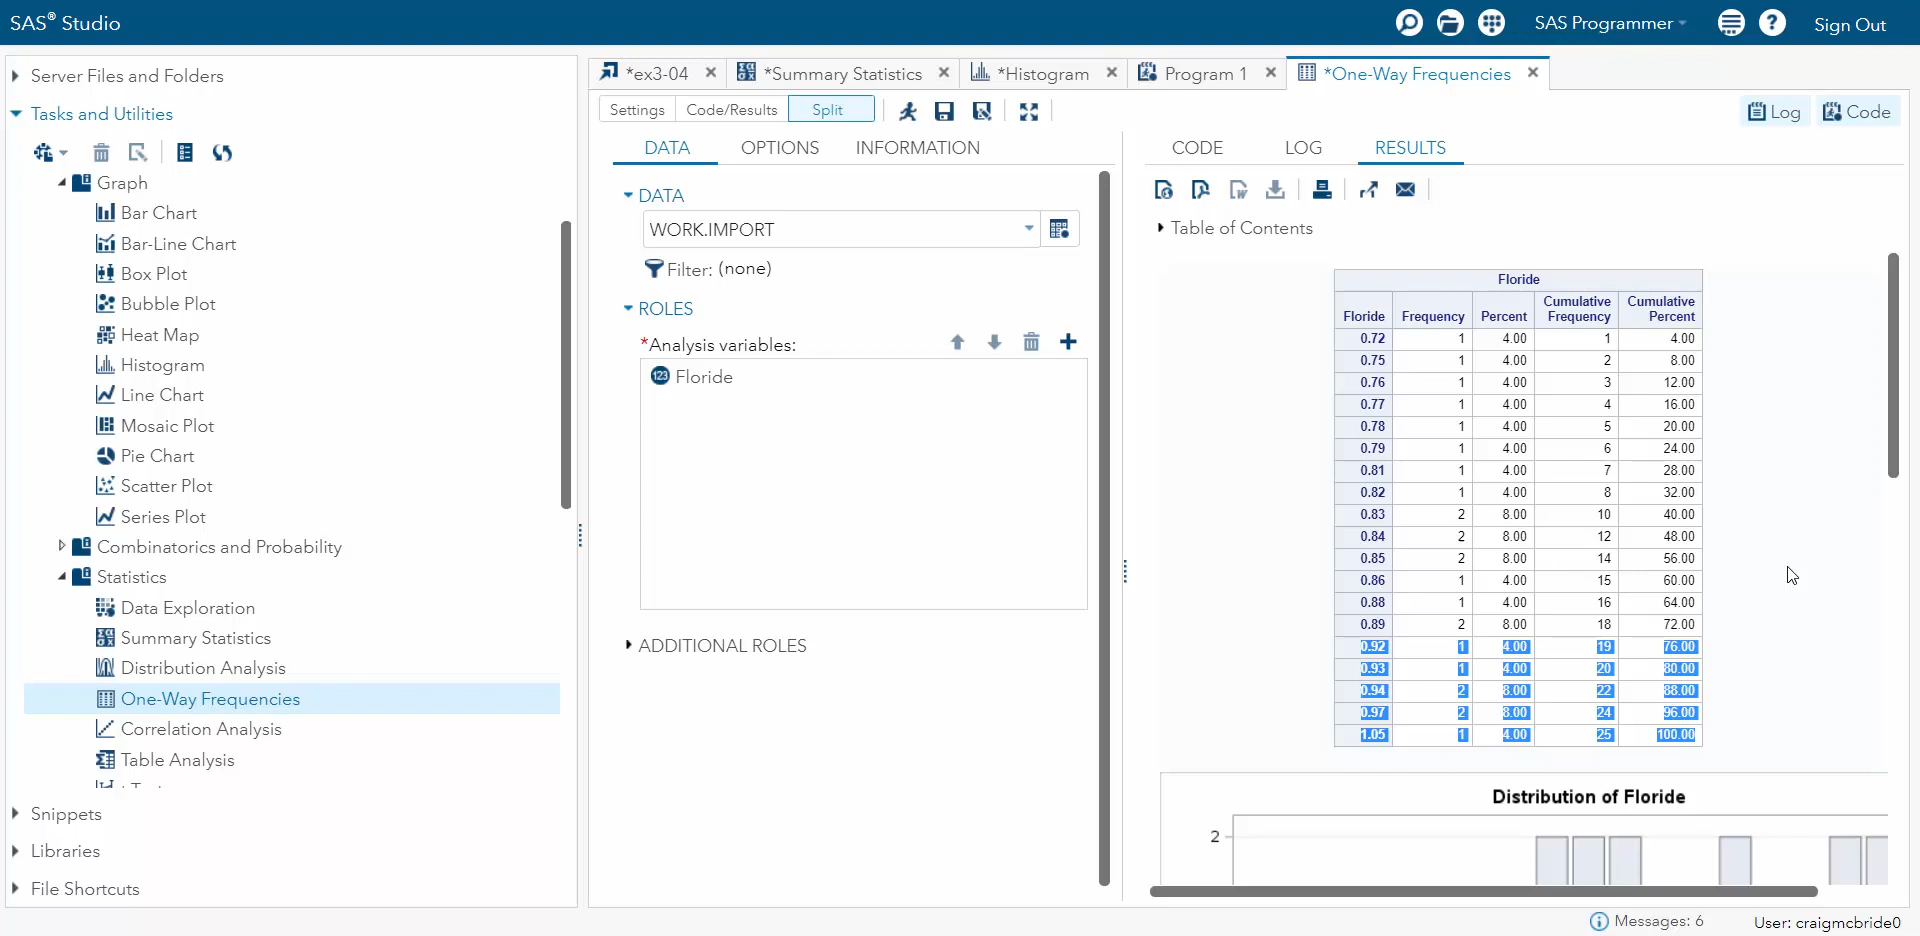 SAS® Studio
SAS Programmer
Sign Out
Server Files and Folders
Tasks and Utilities
Graph
Bar Chart
Bar-Line Chart
Box Plot
Bubble Plot
Heat Map
Histogram
Line Chart
Mosaic Plot
Pie Chart
Scatter Plot
Series Plot
Combinatorics and Probability
Statistics
Data Exploration
Summary Statistics
Distribution Analysis
One-Way Frequencies
Correlation Analysis
Table Analysis
Snippets
Libraries
File Shortcuts
*ex3-04
*Summary Statistics
*Histogram
Program 1
*One-Way Frequencies
Settings Code/Results Split
Log Code
DATA OPTIONS INFORMATION
DATA
WORK.IMPORT
Filter: (none)
ROLES
*Analysis variables:
123 Floride
ADDITIONAL ROLES
CODE LOG RESULTS
Table of Contents
Floride
Floride Frequency Percent Cumulative Frequency Cumulative Percent
0.72 1 4.00 1 4.00
0.75 1 4.00 2 8.00
0.76 1 4.00 3 12.00
0.77 1 4.00 4 16.00
0.78 1 4.00 5 20.00
0.79 1 4.00 6 24.00
0.81 1 4.00 7 28.00
0.82 1 4.00 8 32.00
0.83 2 8.00 10 40.00
0.84 2 8.00 12 48.00
0.85 2 8.00 14 56.00
0.86 1 4.00 15 60.00
0.88 1 4.00 16 64.00
0.89 2 8.00 18 72.00
0.92 1 4.00 19 76.00
0.93 1 4.00 20 80.00
0.94 2 8.00 22 88.00
0.97 2 8.00 24 96.00
1.05 1 4.00 25 100.00
Distribution of Floride
2
Messages: 6
User: craigmcbride0